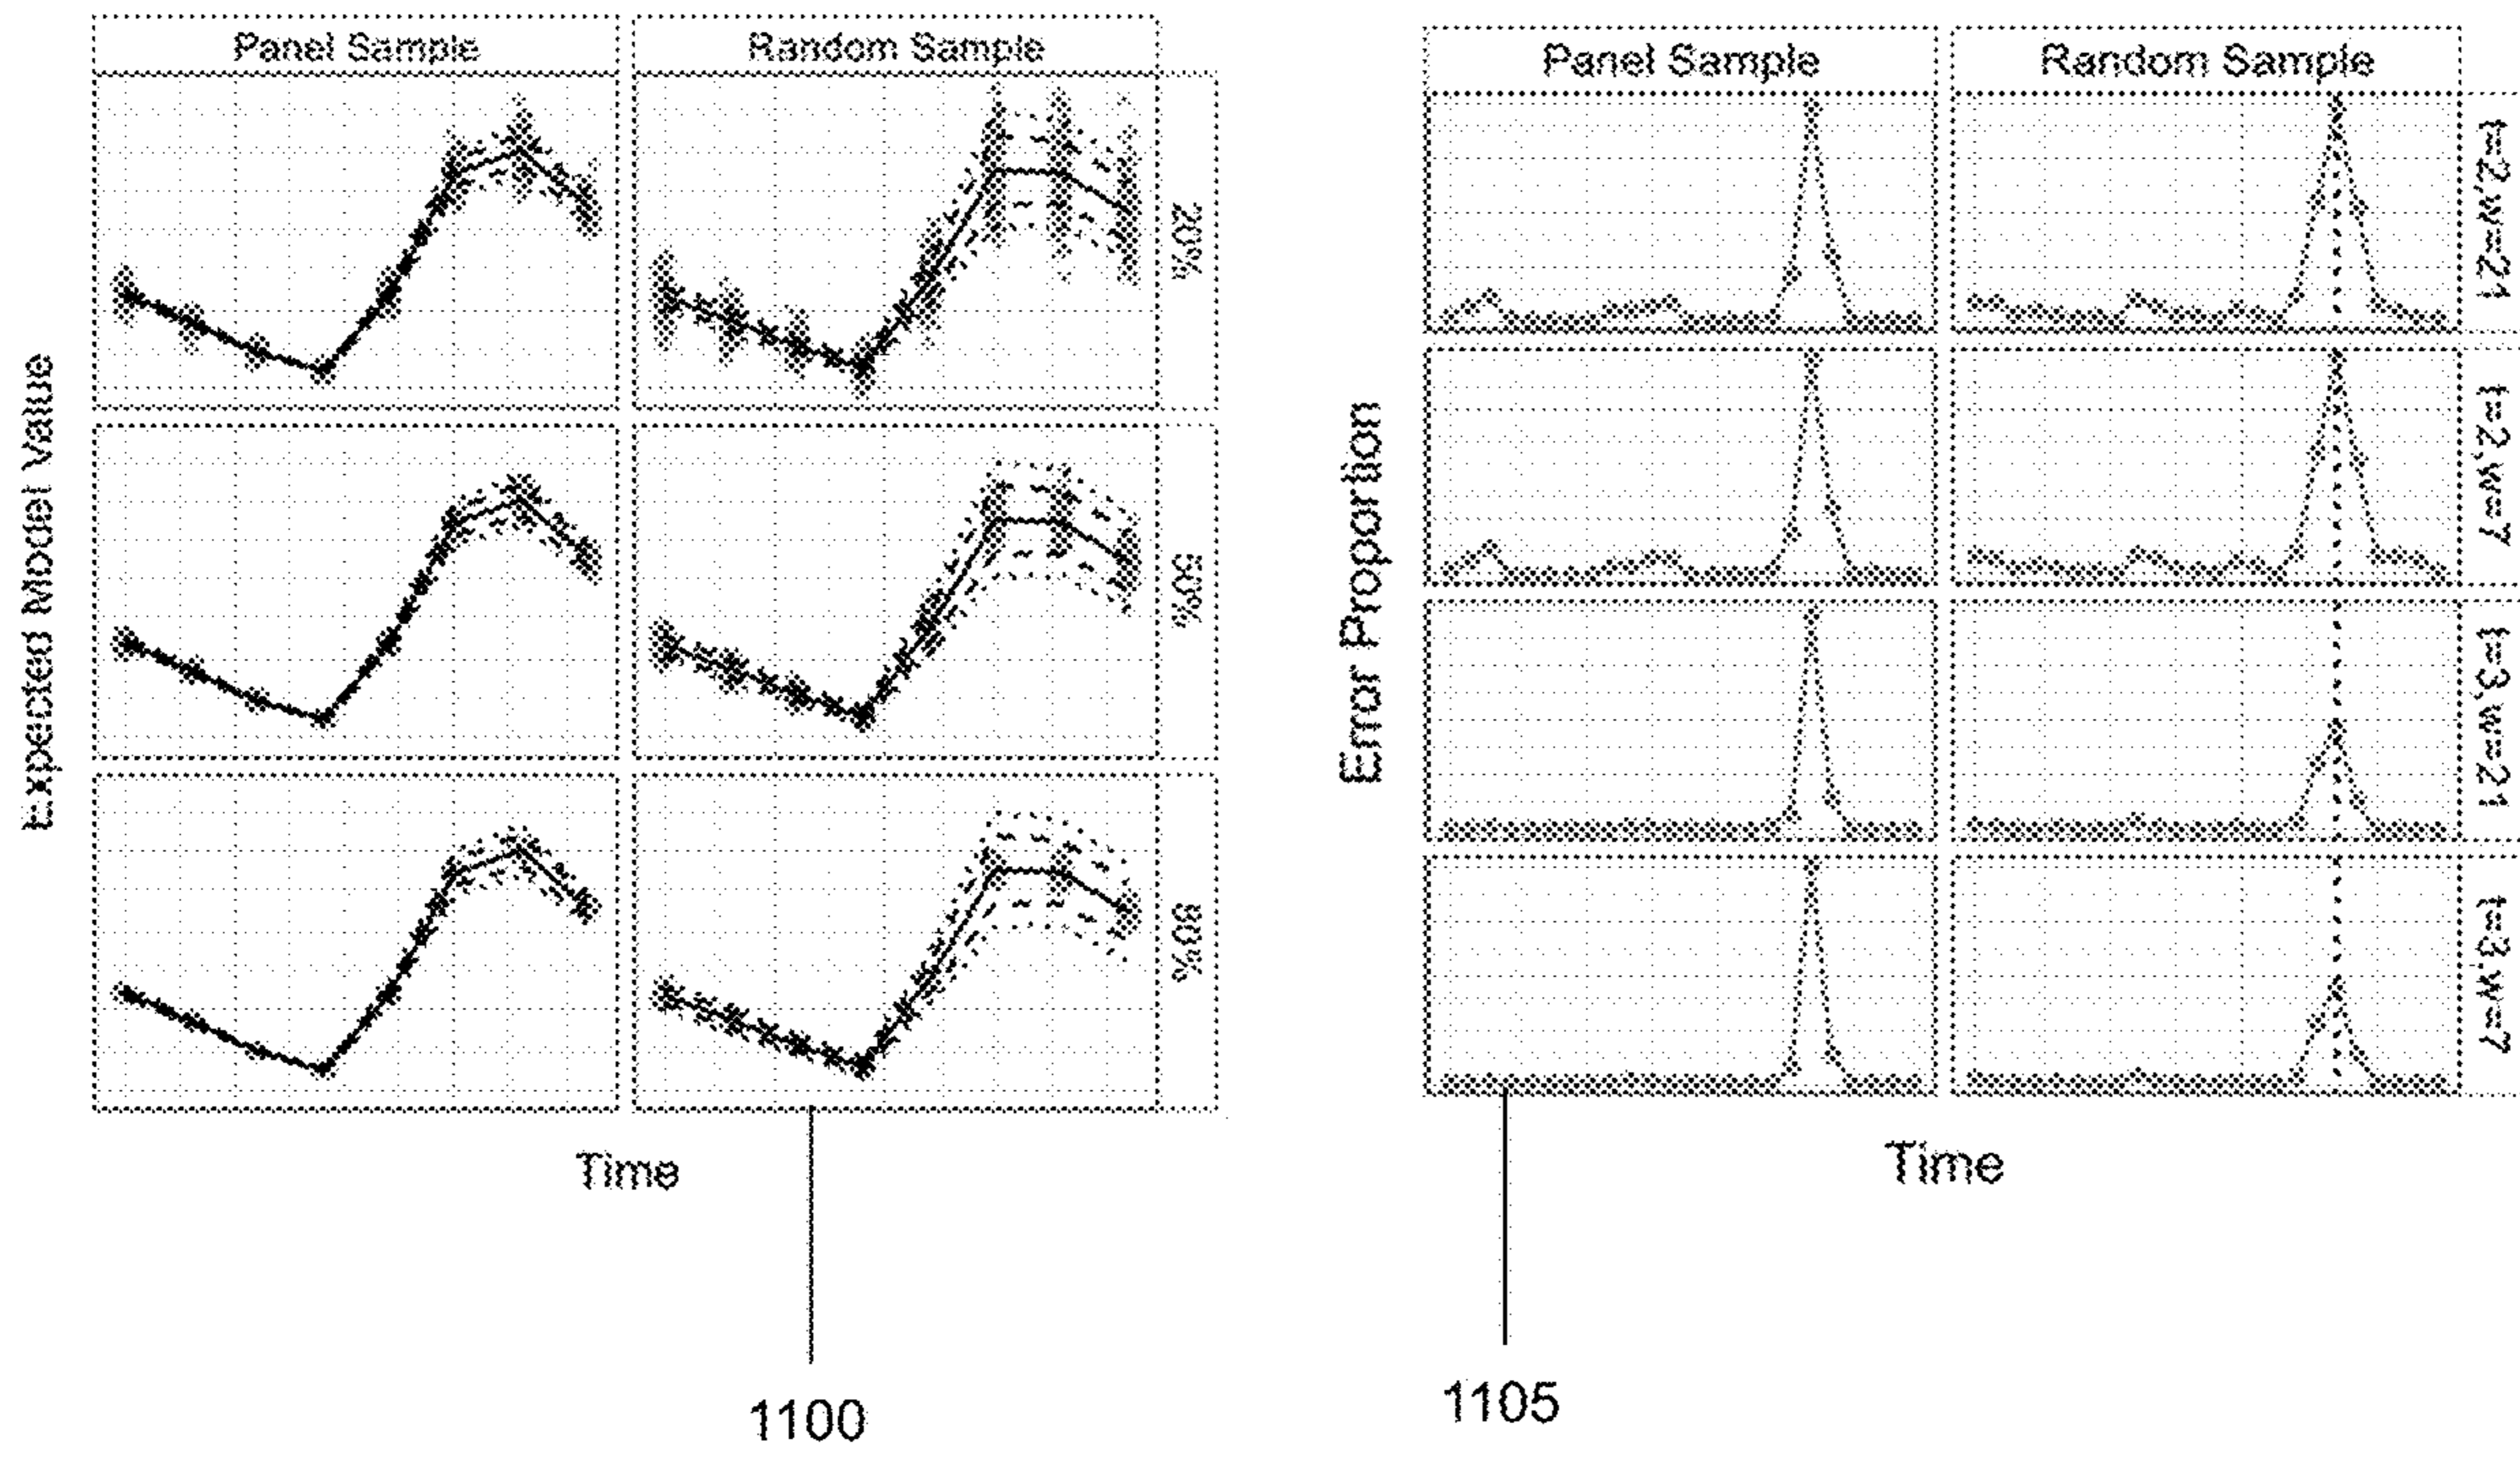 Panel Sample
Random Sample
Expected Model Value
20%
50%
80%
Time
1100
Panel Sample
Random Sample
Error Proportion
t=2,w=21
t=2,w=7
t=3,w=21
t=3,w=7
Time
1105